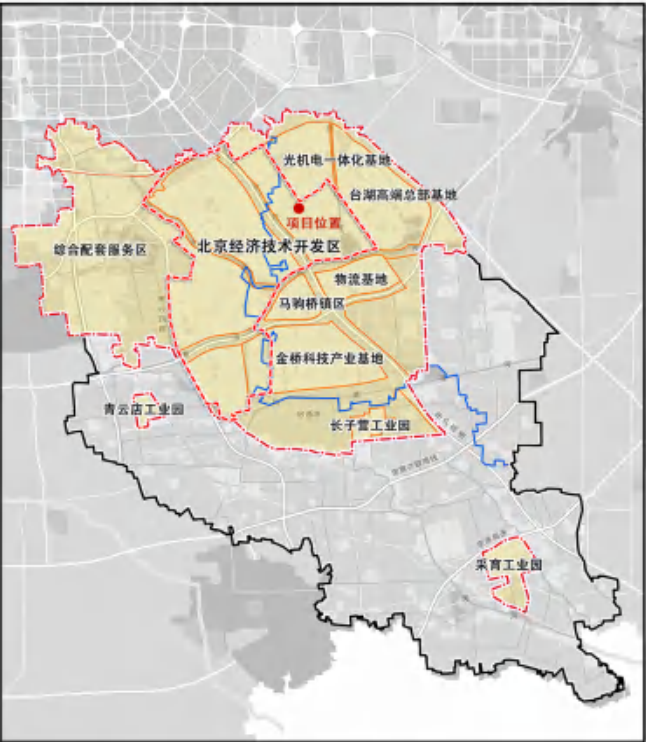 光机电一体化基地
台湖高端总部基地
项目位置
综合配套服务区
北京经济技术开发区
物流基地
马驹桥镇区
金桥科技产业基地
青云店工业园
长子营工业园
采育工业园